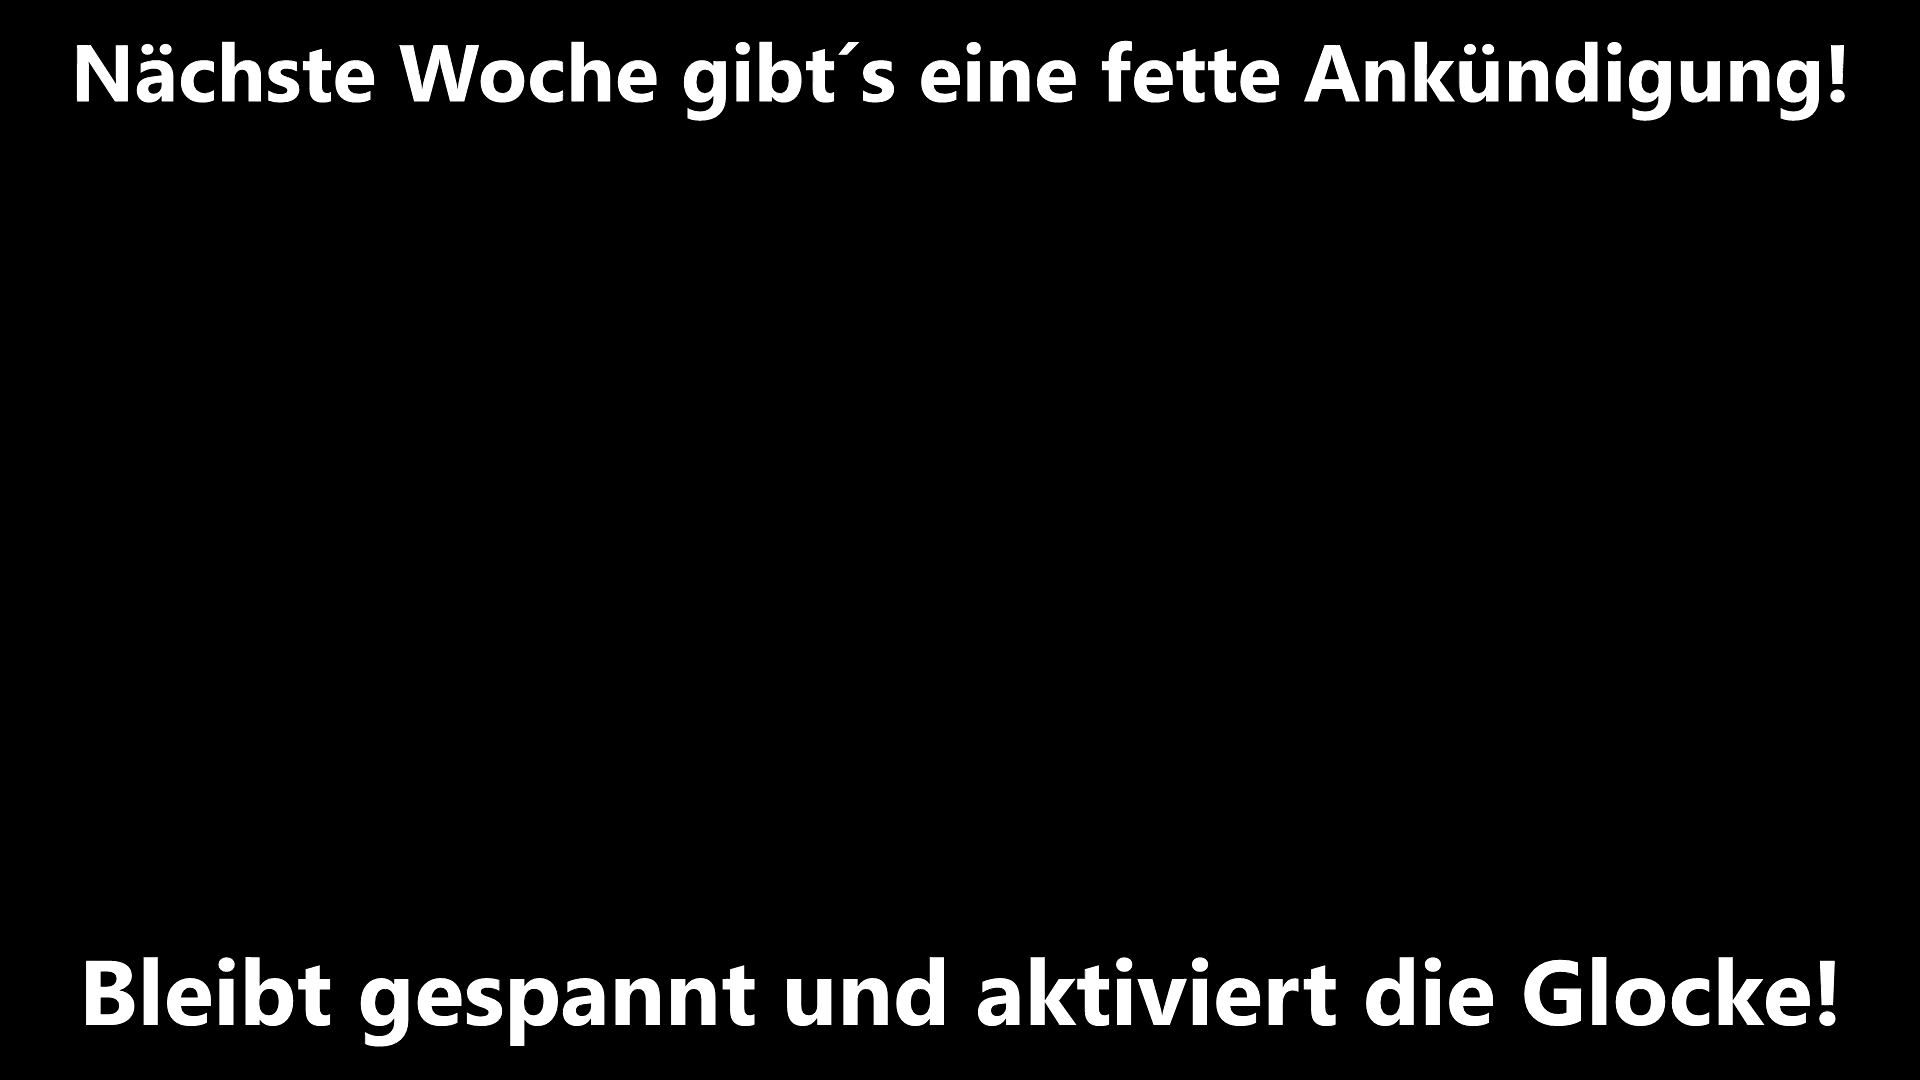 Nächste Woche gibt´s eine fette Ankündigung!
Bleibt gespannt und aktiviert die Glocke!